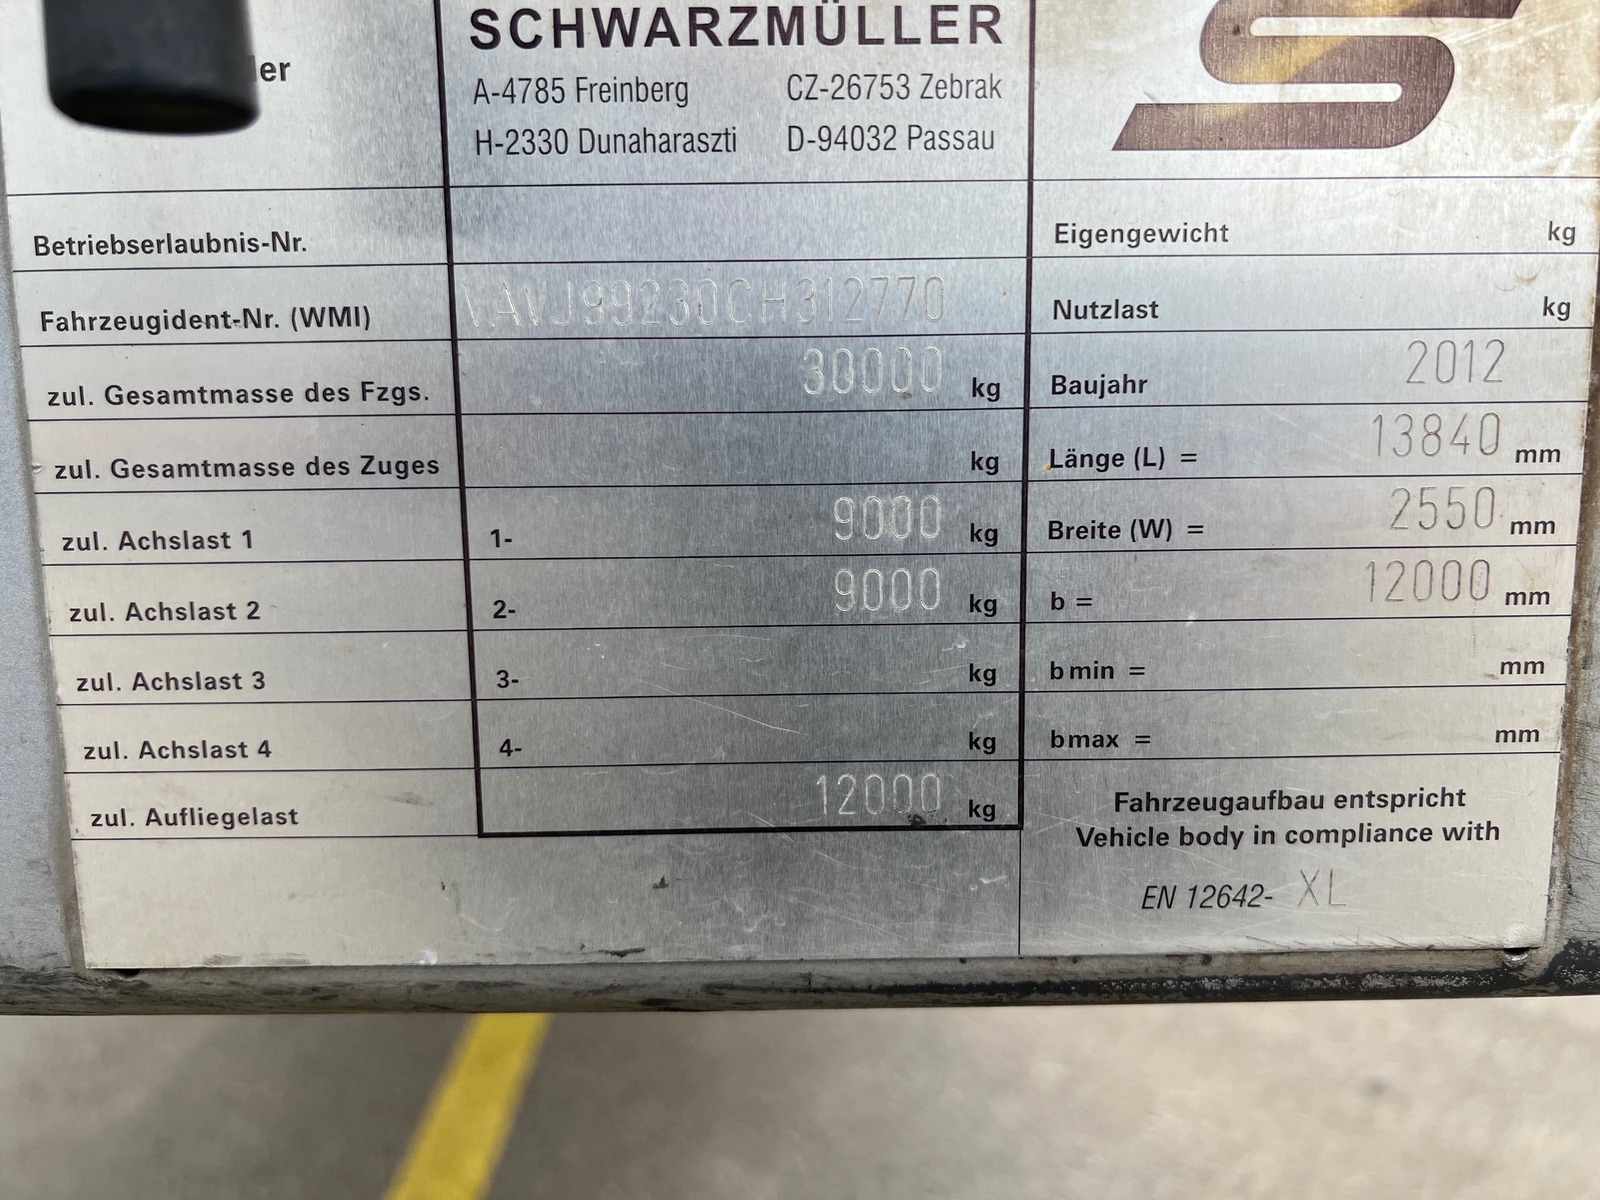 SCHWARZMÜLLER
A-4785 Freinberg CZ-26753 Zebrak
H-2330 Dunaharaszti D-94032 Passau
Betriebserlaubnis-Nr.
Eigengewicht kg
Fahrzeugident-Nr. (WMI) VAVJ99230CH312770
Nutzlast kg
zul. Gesamtmasse des Fzgs. 30000 kg
Baujahr 2012
zul. Gesamtmasse des Zuges kg
Länge (L) = 13840 mm
zul. Achslast 1 1- 9000 kg
Breite (W) = 2550 mm
zul. Achslast 2 2- 9000 kg
b = 12000 mm
zul. Achslast 3 3- kg
b min = mm
zul. Achslast 4 4- kg
bmax = mm
zul. Aufliegelast 12000 kg
Fahrzeugaufbau entspricht
Vehicle body in compliance with
EN 12642- XL